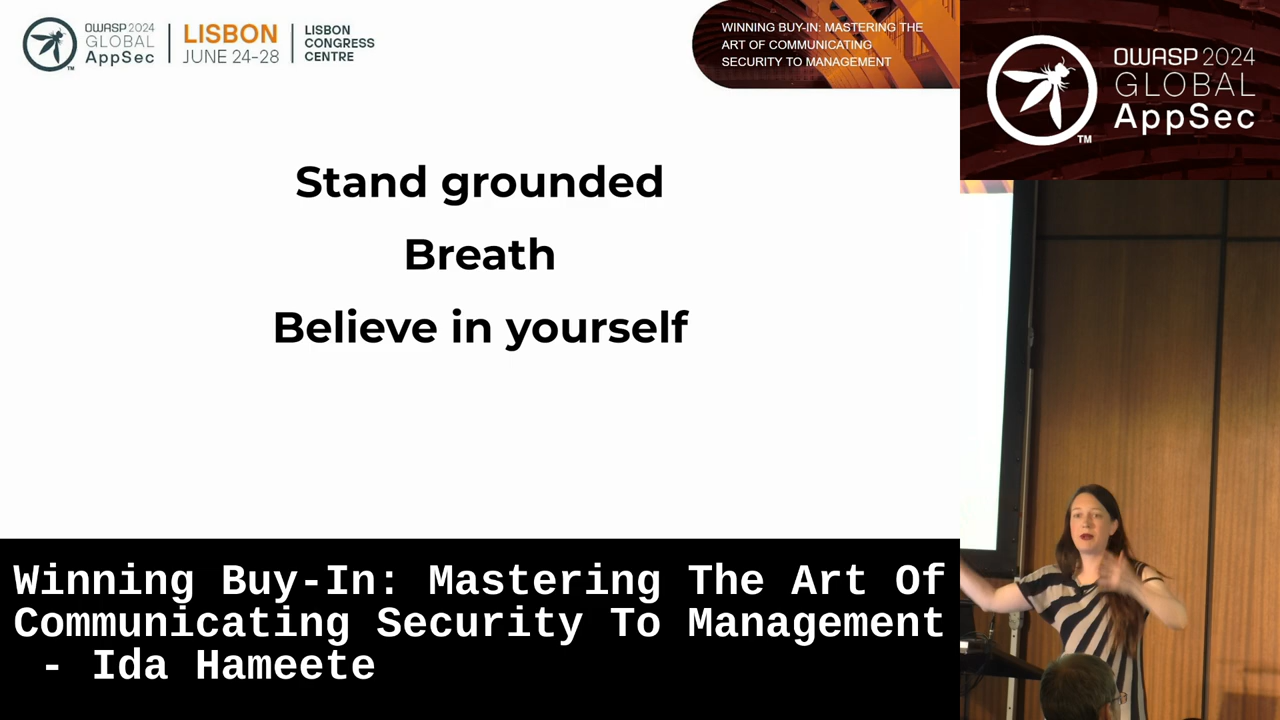 OWASP 2024
GLOBAL
AppSec
TM
LISBON
JUNE 24-28
LISBON
CONGRESS
CENTRE
WINNING BUY-IN: MASTERING THE
ART OF COMMUNICATING
SECURITY TO MANAGEMENT
OWASP 2024
GLOBAL
AppSec
TM
Stand grounded
Breath
Believe in yourself
Winning Buy-In: Mastering The Art Of
Communicating Security To Management
- Ida Hameete